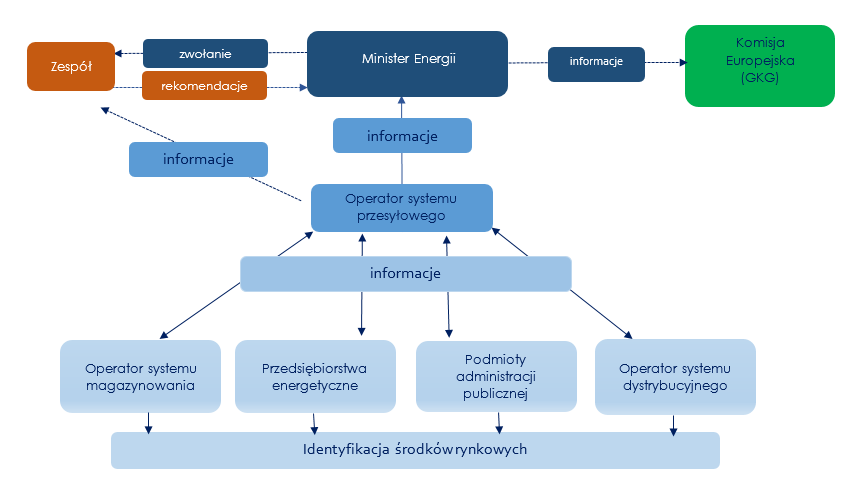 Zespół
zwołanie
rekomendacje
Minister Energii
informacje
Komisja
Europejska
(GKG)
informacje
informacje
Operator systemu
przesyłowego
informacje
Operator systemu
magazynowania
Przedsiębiorstwa
energetyczne
Podmioty
administracji
publicznej
Operator systemu
dystrybucyjnego
Identyfikacja środków rynkowych